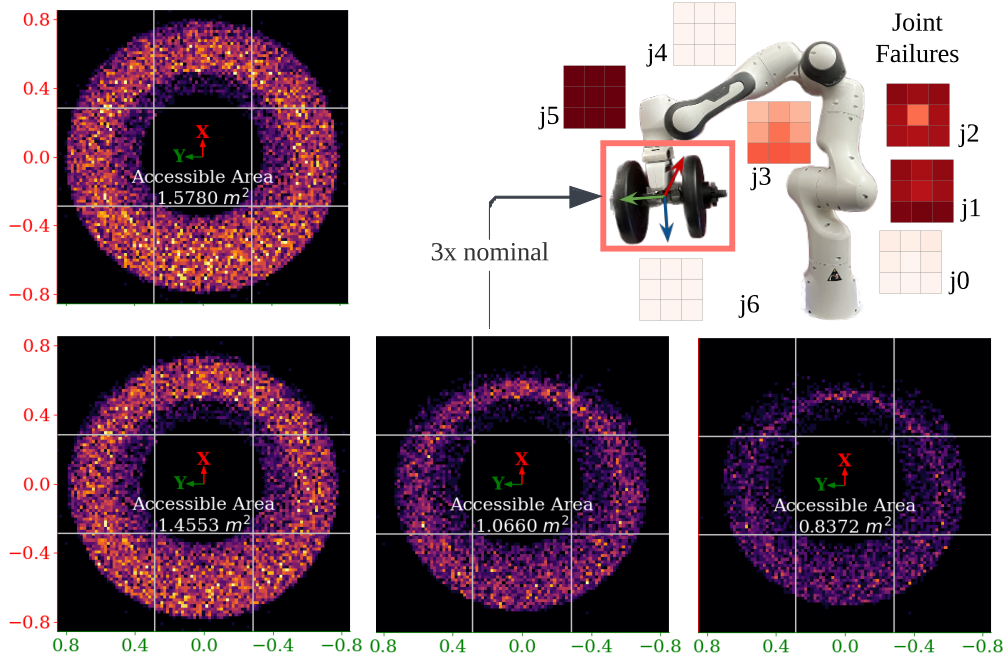 0.8
0.4
0.0
−0.4
−0.8
X
Y
Accessible Area
1.5780 m²
j4
j5
Joint
Failures
j2
j3
j1
j0
j6
3x nominal
0.8
0.4
0.0
−0.4
−0.8
X
Y
Accessible Area
1.4553 m²
0.8 0.4 0.0 −0.4 −0.8
X
Y
Accessible Area
1.0660 m²
0.8 0.4 0.0 −0.4 −0.8
X
Y
Accessible Area
0.8372 m²
0.8 0.4 0.0 −0.4 −0.8